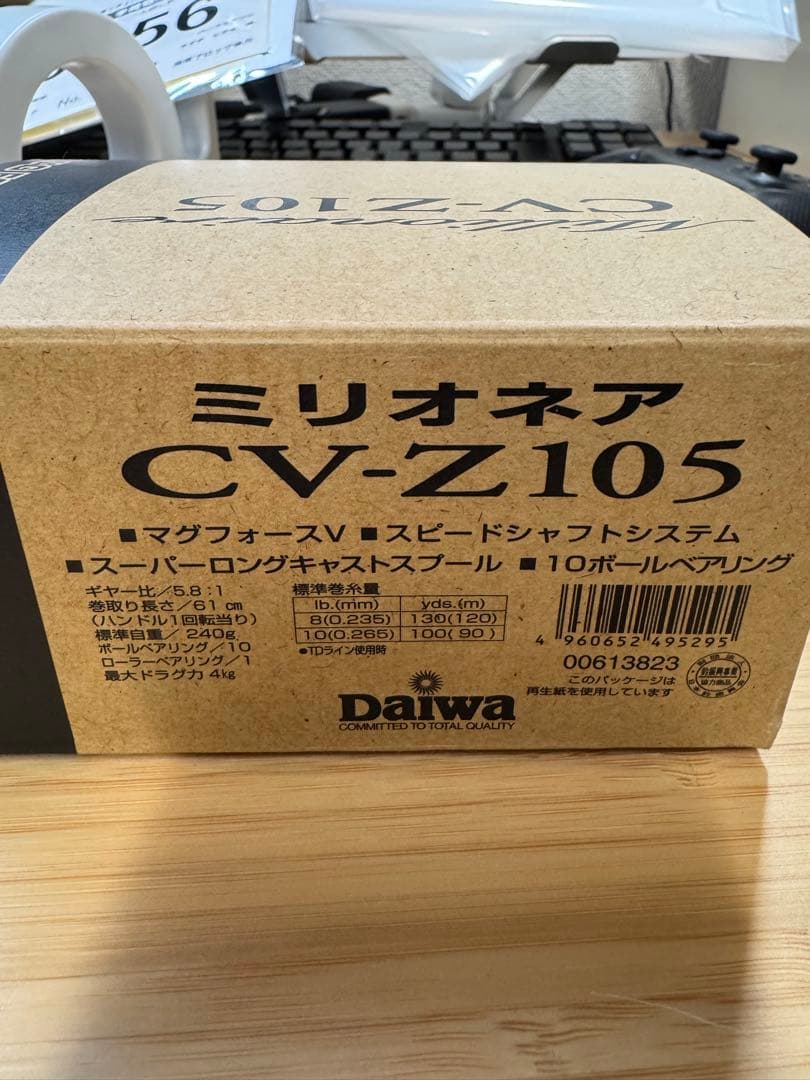 56
Millionaire
CV-Z105
ミリオネア
CV-Z105
■マグフォースV ■スピードシャフトシステム
■スーパーロングキャストスプール ■10ボールベアリング
ギヤー比/5.8:1
巻取り長さ/61cm
(ハンドル1回転当り)
標準自重/240g
ボールベアリング/10
ローラーベアリング/1
最大ドラグ力4kg
標準巻糸量
lb.(mm) yds.(m)
8(0.235) 130(120)
10(0.265) 100(90)
●TDライン使用時
4 960652 495295
00613823
このパッケージは
再生紙を使用しています
Daiwa
COMMITTED TO TOTAL QUALITY